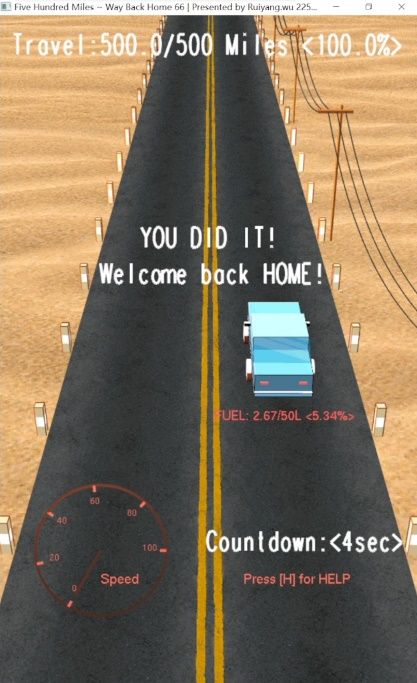 Five Hundred Miles -- Way Back Home 66 | Presented by Ruiyang.wu 225...
Travel:500.0/500 Miles <100.0%>
YOU DID IT!
Welcome back HOME!
FUEL: 2.67/50L <5.34%>
60
40
80
20
100
0
Countdown:<4sec>
Speed
Press [H] for HELP